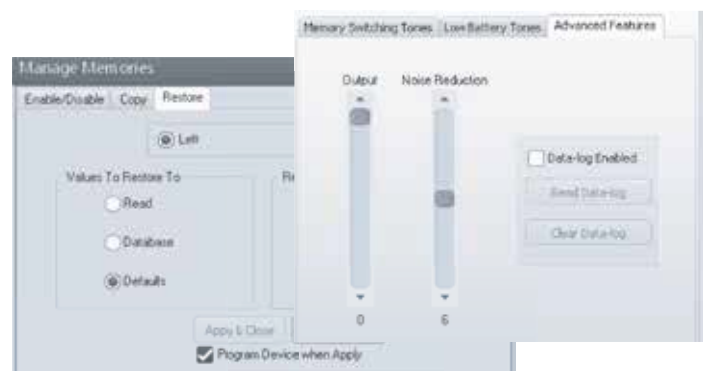 Memory Switching Tones Low Battery Tones Advanced Features
Manage Memories
Enable/Disable Copy Restore
Left
Values To Restore To
Read
Database
Defaults
Apply & Close
Program Device when Apply
Output Noise Reduction
0 6
Data-log Enabled
Read Data-log
Clear Data-log